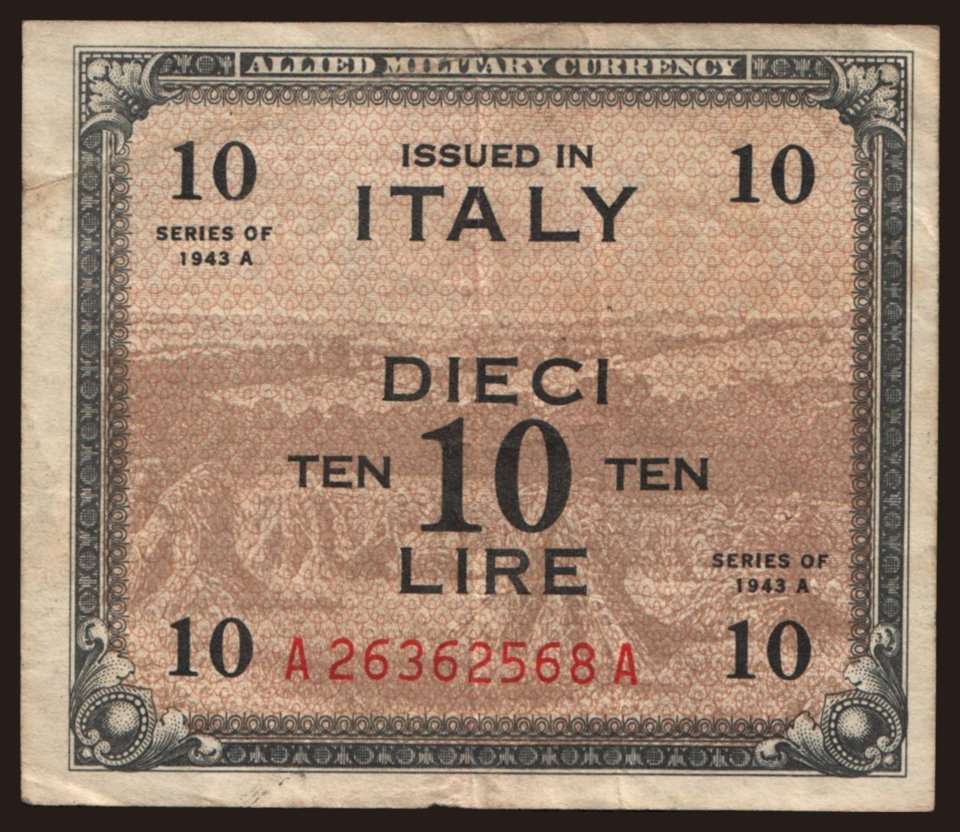 ALLIED MILITARY CURRENCY
10 ISSUED IN 10
ITALY
SERIES OF
1943 A
DIECI
TEN 10 TEN
LIRE
SERIES OF
1943 A
10 A 26362568 A 10